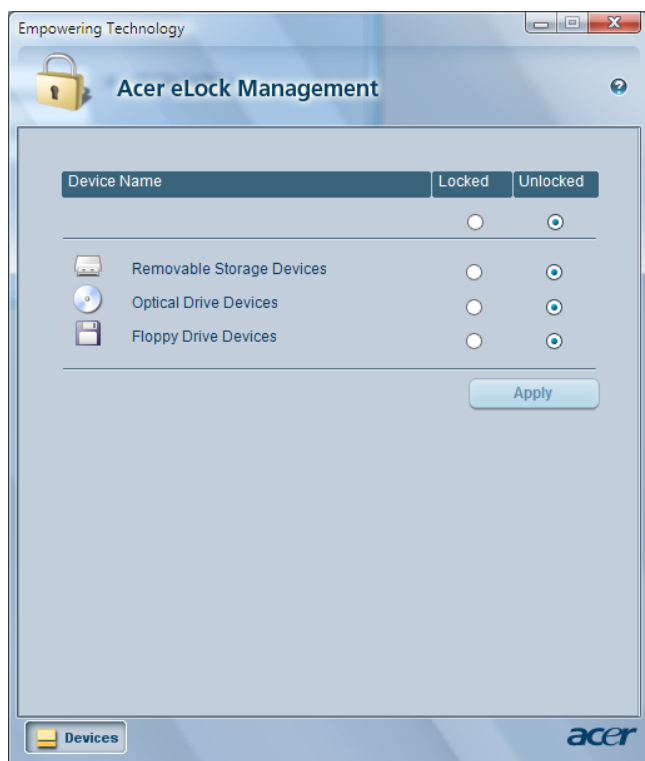 Empowering Technology
Acer eLock Management
Device Name Locked Unlocked
Removable Storage Devices
Optical Drive Devices
Floppy Drive Devices
Apply
Devices
acer